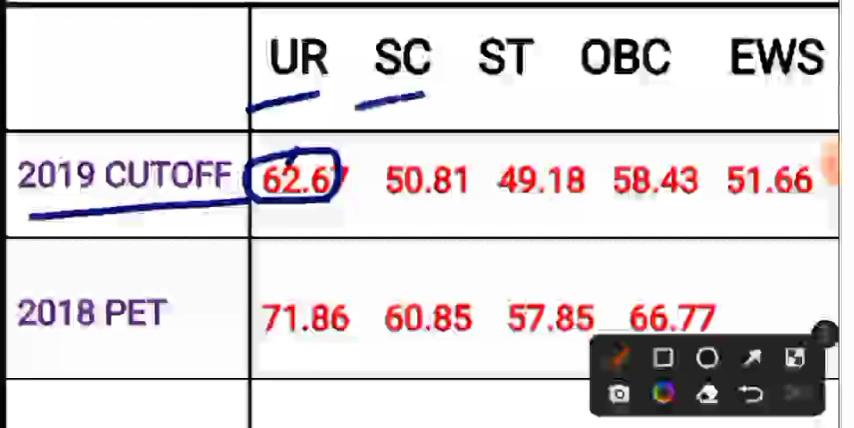 UR SC ST OBC EWS
2019 CUTOFF 62.67 50.81 49.18 58.43 51.66
2018 PET 71.86 60.85 57.85 66.77